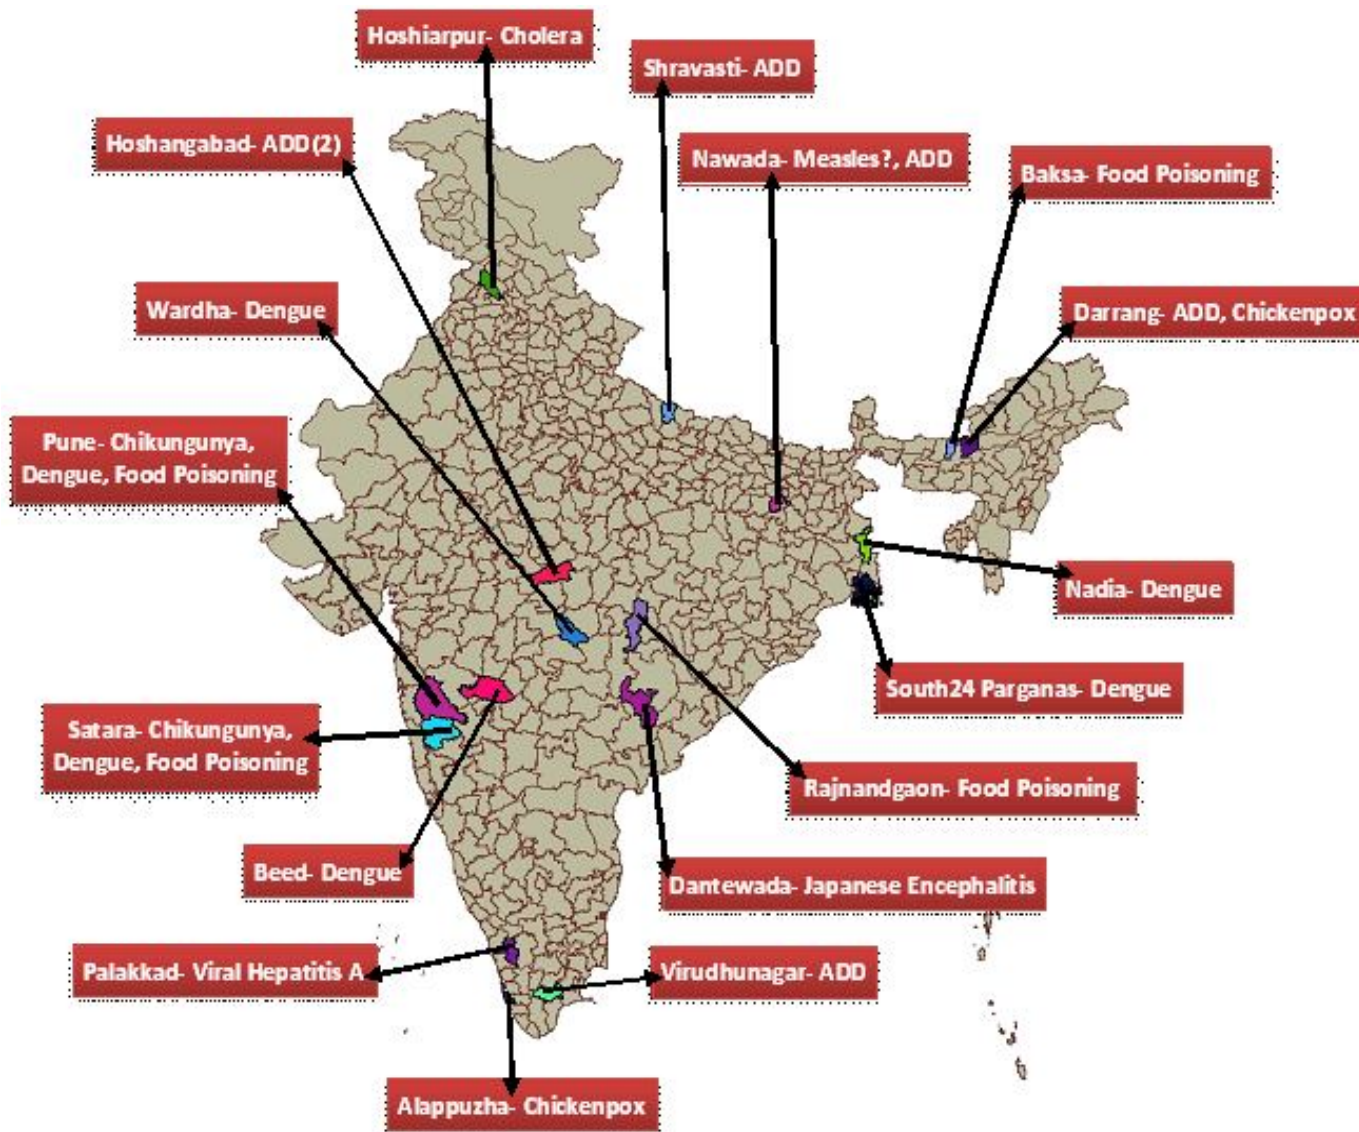 Hoshiarpur- Cholera
Shravasti- ADD
Hoshangabad- ADD(2)
Nawada- Measles?, ADD
Baksa- Food Poisoning
Wardha- Dengue
Darrang- ADD, Chickenpox
Pune- Chikungunya,
Dengue, Food Poisoning
Nadia- Dengue
South24 Parganas- Dengue
Satara- Chikungunya,
Dengue, Food Poisoning
Rajnandgaon- Food Poisoning
Beed- Dengue
Dantewada- Japanese Encephalitis
Palakkad- Viral Hepatitis A
Virudhunagar- ADD
Alappuzha- Chickenpox